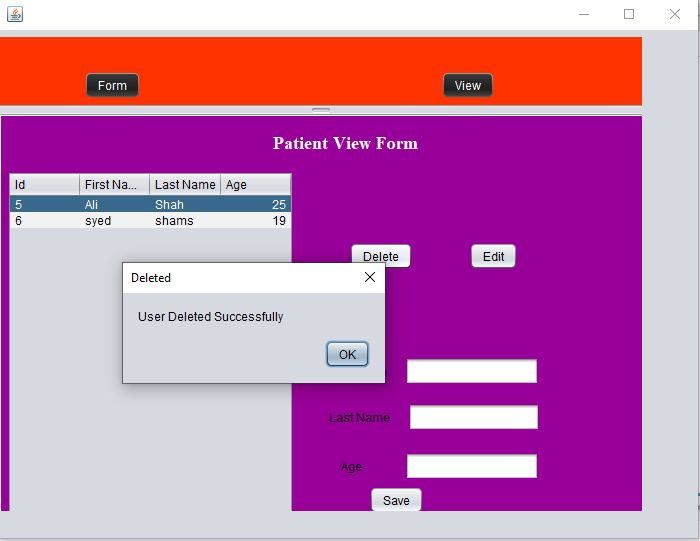 Form
View
Patient View Form
Id First Na... Last Name Age
5 Ali Shah 25
6 syed shams 19
Delete
Edit
Deleted
User Deleted Successfully
OK
Last Name
Age
Save